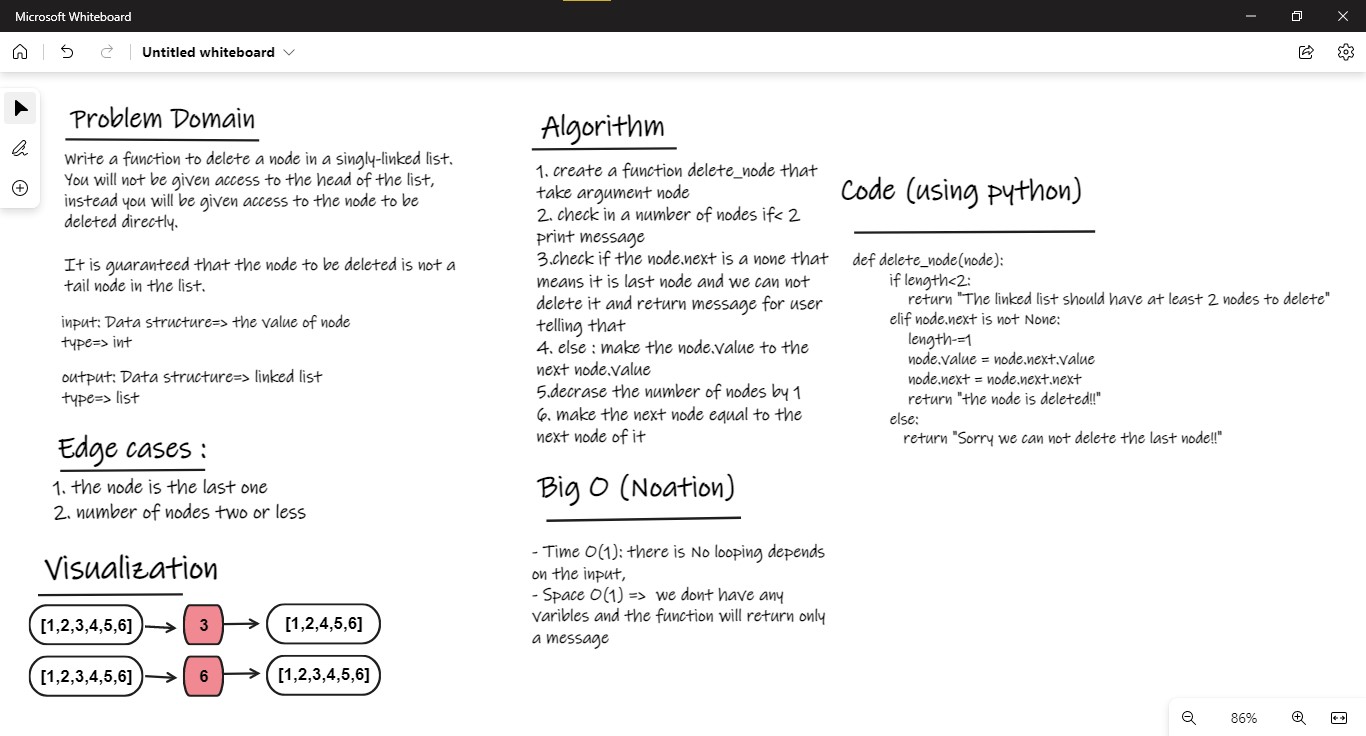 Microsoft Whiteboard
Untitled whiteboard
Problem Domain
Write a function to delete a node in a singly-linked list.
You will not be given access to the head of the list,
instead you will be given access to the node to be
deleted directly.
It is guaranteed that the node to be deleted is not a
tail node in the list.
input: Data structure=> the value of node
type=> int
output: Data structure=> linked list
type=> list
Edge cases :
1. the node is the last one
2. number of nodes two or less
Visualization
[1,2,3,4,5,6] 3 [1,2,4,5,6]
[1,2,3,4,5,6] 6 [1,2,3,4,5,6]
Algorithm
1. create a function delete_node that
take argument node
2. check in a number of nodes if< 2
print message
3.check if the node.next is a none that
means it is last node and we can not
delete it and return message for user
telling that
4. else : make the node.value to the
next node.value
5.decrase the number of nodes by 1
6. make the next node equal to the
next node of it
Big O (Noation)
- Time O(1): there is No looping depends
on the input,
- Space O(1) => we dont have any
varibles and the function will return only
a message
Code (using python)
def delete_node(node):
if length<2:
return "The linked list should have at least 2 nodes to delete"
elif node.next is not None:
length-=1
node.value = node.next.value
node.next = node.next.next
return "the node is deleted!!"
else:
return "Sorry we can not delete the last node!!"
86%